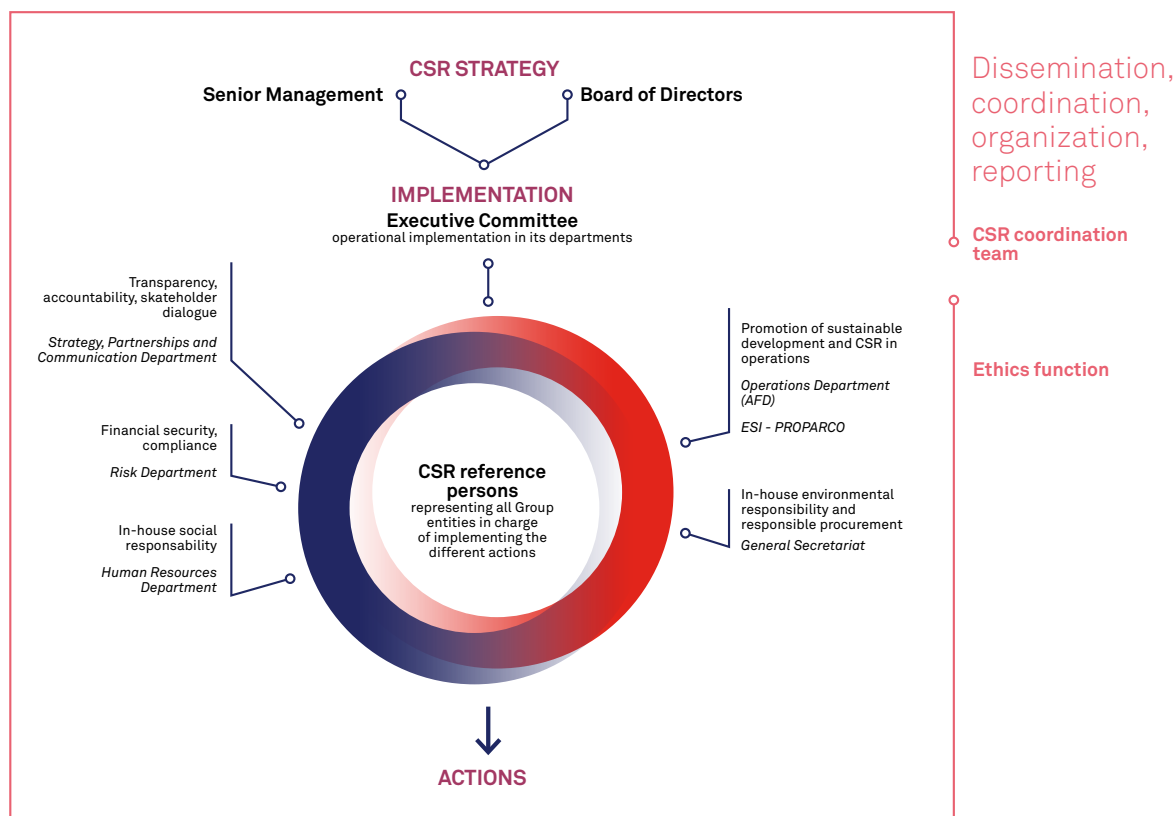 CSR STRATEGY
Senior Management
Board of Directors
IMPLEMENTATION
Executive Committee
operational implementation in its departments
Transparency,
accountability, skateholder
dialogue
Strategy, Partnerships and
Communication Department
Financial security,
compliance
Risk Department
In-house social
responsability
Human Resources
Department
CSR reference
persons
representing all Group
entities in charge
of implementing the
different actions
Promotion of sustainable
development and CSR in
operations
Operations Department
(AFD)
ESI - PROPARCO
In-house environmental
responsibility and
responsible procurement
General Secretariat
ACTIONS
Dissemination,
coordination,
organization,
reporting
CSR coordination
team
Ethics function